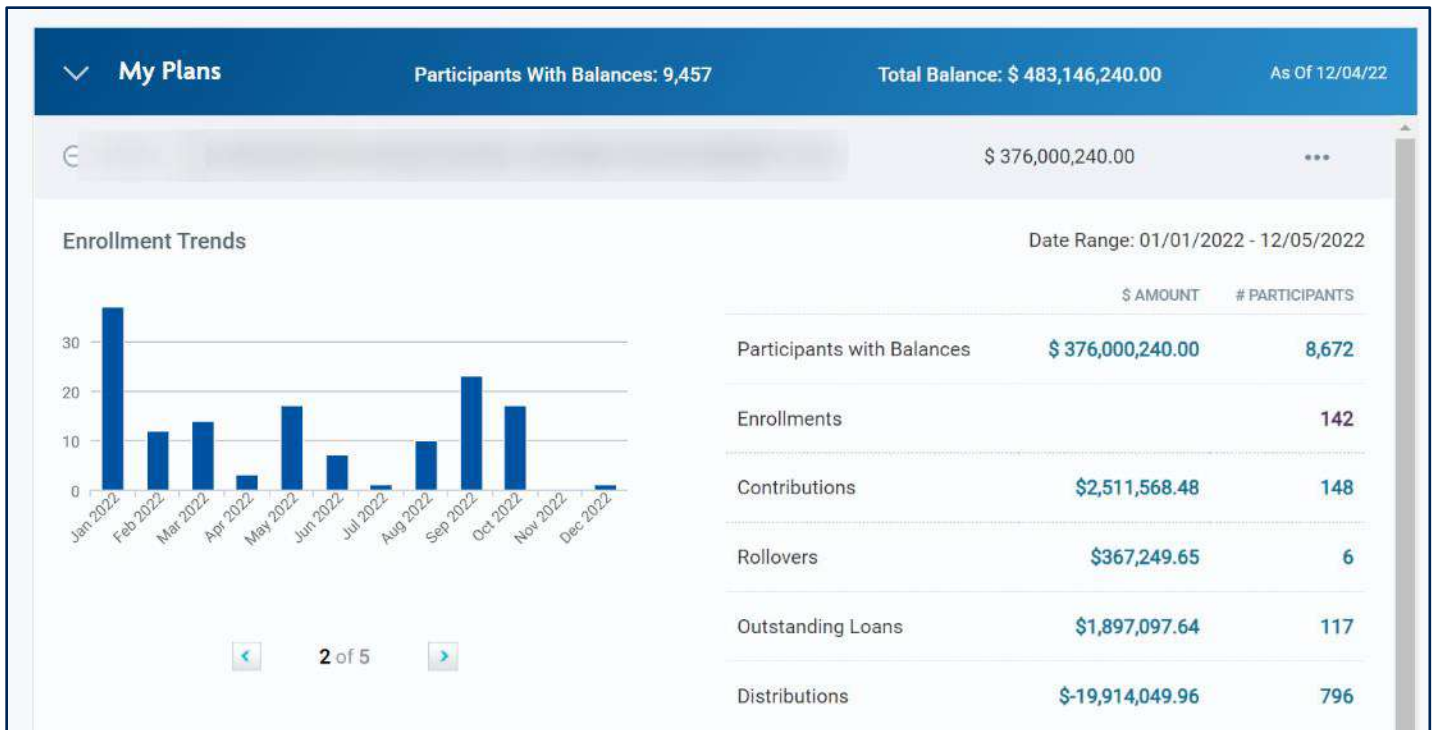 My Plans Participants With Balances: 9,457 Total Balance: $ 483,146,240.00 As Of 12/04/22
$ 376,000,240.00 •••
Enrollment Trends
Date Range: 01/01/2022 - 12/05/2022
$ AMOUNT # PARTICIPANTS
30
20
10
0
Jan 2022 Feb 2022 Mar 2022 Apr 2022 May 2022 Jun 2022 Jul 2022 Aug 2022 Sep 2022 Oct 2022 Nov 2022 Dec 2022
2 of 5
Participants with Balances $ 376,000,240.00 8,672
Enrollments 142
Contributions $2,511,568.48 148
Rollovers $367,249.65 6
Outstanding Loans $1,897,097.64 117
Distributions $-19,914,049.96 796